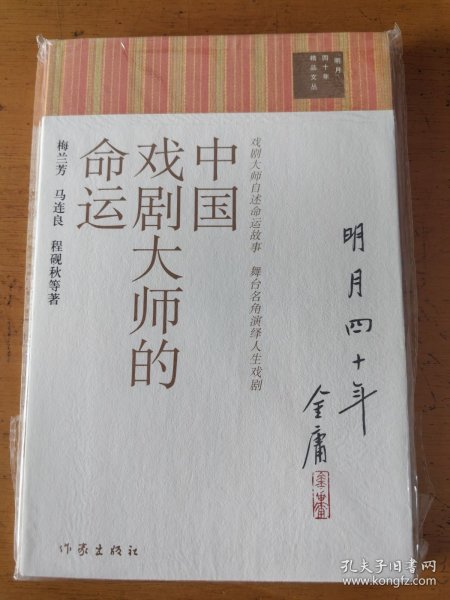 明月
四十年
精品文丛
戏剧大师自述命运故事　舞台名角演绎人生戏剧
中国
戏剧大师的
命运
梅兰芳　马连良　程砚秋等著
明月四十年
金庸
作家出版社
孔夫子旧书网
www.kongfz.com